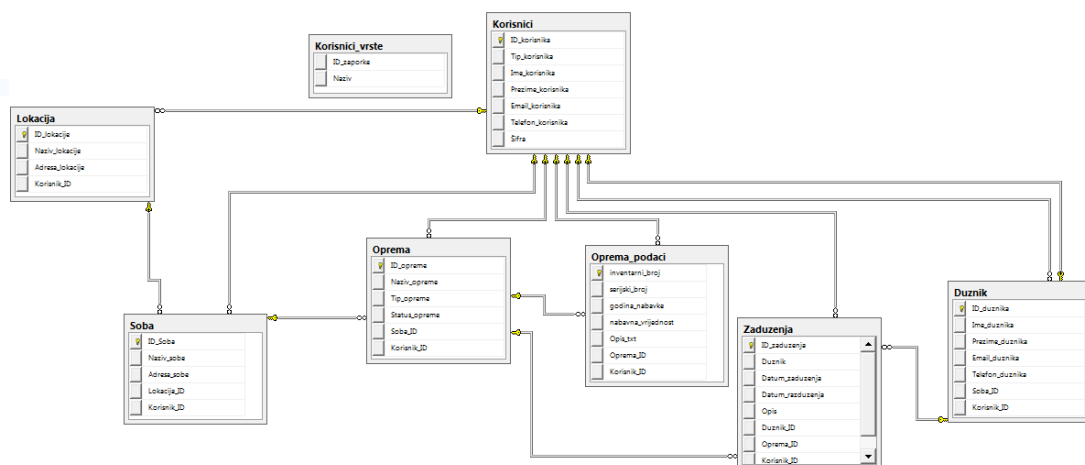 Korisnici
ID_korisnika
Tip_korisnika
Ime_korisnika
Prezime_korisnika
Email_korisnika
Telefon_korisnika
Šifra
Korisnici_vrste
ID_zaporke
Naziv
Lokacija
ID_lokacije
Naziv_lokacije
Adresa_lokacije
Korisnik_ID
Oprema
ID_opreme
Naziv_opreme
Tip_opreme
Status_opreme
Soba_ID
Korisnik_ID
Oprema_podaci
inventarni_broj
serijski_broj
godina_nabavke
nabavna_vrijednost
Opis_txt
Oprema_ID
Korisnik_ID
Duznik
ID_duznika
Ime_duznika
Prezime_duznika
Email_duznika
Telefon_duznika
Soba_ID
Korisnik_ID
Soba
ID_Soba
Naziv_sobe
Adresa_sobe
Lokacija_ID
Korisnik_ID
Zaduzenja
ID_zaduzenja
Duznik
Datum_zaduzenja
Datum_razduzenja
Opis
Duznik_ID
Oprema_ID
Korisnik_ID